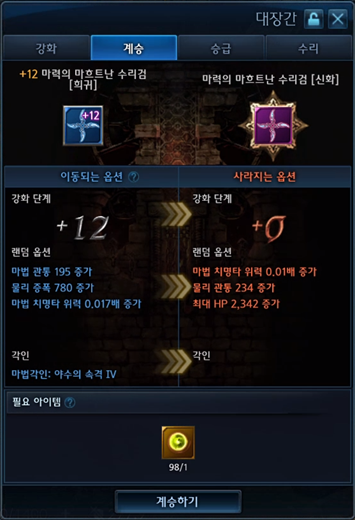 대장간
강화
계승
승급
수리
+12 마력의 마흐트난 수리검
[희귀]
마력의 마흐트난 수리검 [신화]
+12
이동되는 옵션 ?
사라지는 옵션
강화 단계
강화 단계
+12
+0
랜덤 옵션
랜덤 옵션
마법 관통 195 증가
마법 치명타 위력 0.01배 증가
물리 증폭 780 증가
물리 관통 234 증가
마법 치명타 위력 0.017배 증가
최대 HP 2,342 증가
각인
각인
마법각인: 야수의 속격 IV
필요 아이템 ?
98/1
계승하기